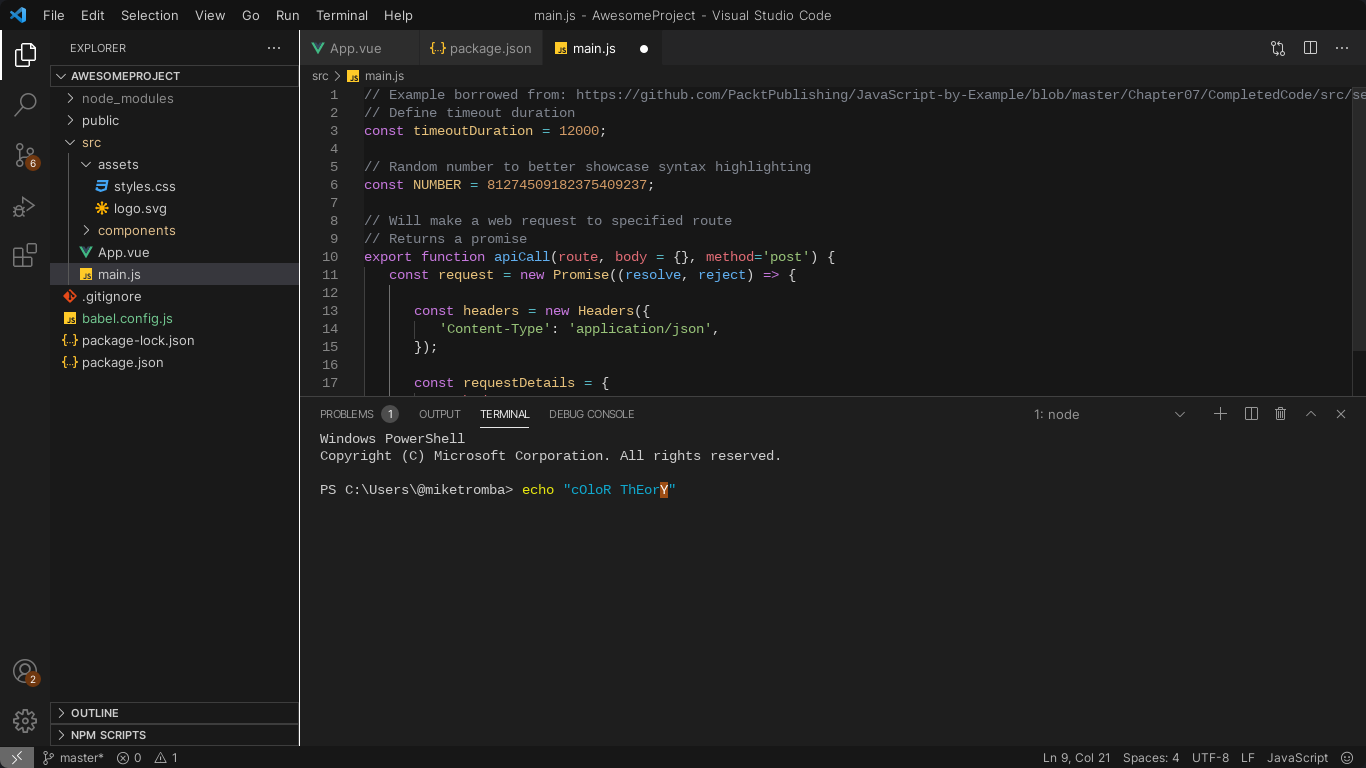 File Edit Selection View Go Run Terminal Help
main.js - AwesomeProject - Visual Studio Code
EXPLORER
AWESOMEPROJECT
node_modules
public
src
assets
styles.css
logo.svg
components
App.vue
main.js
.gitignore
babel.config.js
package-lock.json
package.json
OUTLINE
NPM SCRIPTS
6
2
App.vue {..} package.json main.js
src > main.js
1 // Example borrowed from: https://github.com/PacktPublishing/JavaScript-by-Example/blob/master/Chapter07/CompletedCode/src/se
2 // Define timeout duration
3 const timeoutDuration = 12000;
4
5 // Random number to better showcase syntax highlighting
6 const NUMBER = 81274509182375409237;
7
8 // Will make a web request to specified route
9 // Returns a promise
10 export function apiCall(route, body = {}, method='post') {
11 const request = new Promise((resolve, reject) => {
12
13 const headers = new Headers({
14 'Content-Type': 'application/json',
15 });
16
17 const requestDetails = {
PROBLEMS 1 OUTPUT TERMINAL DEBUG CONSOLE 1: node
Windows PowerShell
Copyright (C) Microsoft Corporation. All rights reserved.
PS C:\Users\@miketromba> echo "cOloR ThEorY"
master* 0 1 Ln 9, Col 21 Spaces: 4 UTF-8 LF JavaScript